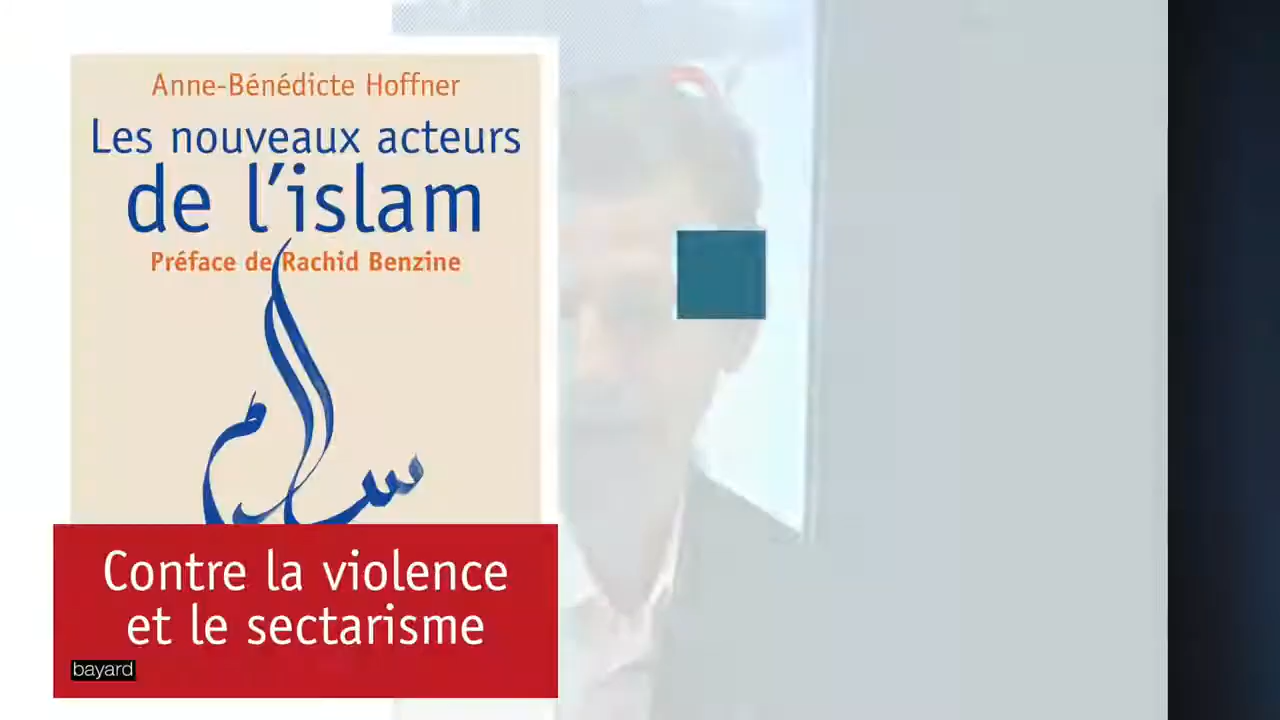 Anne-Bénédicte Hoffner
Les nouveaux acteurs
de l'islam
Préface de Rachid Benzine
سلام
Contre la violence
et le sectarisme
bayard